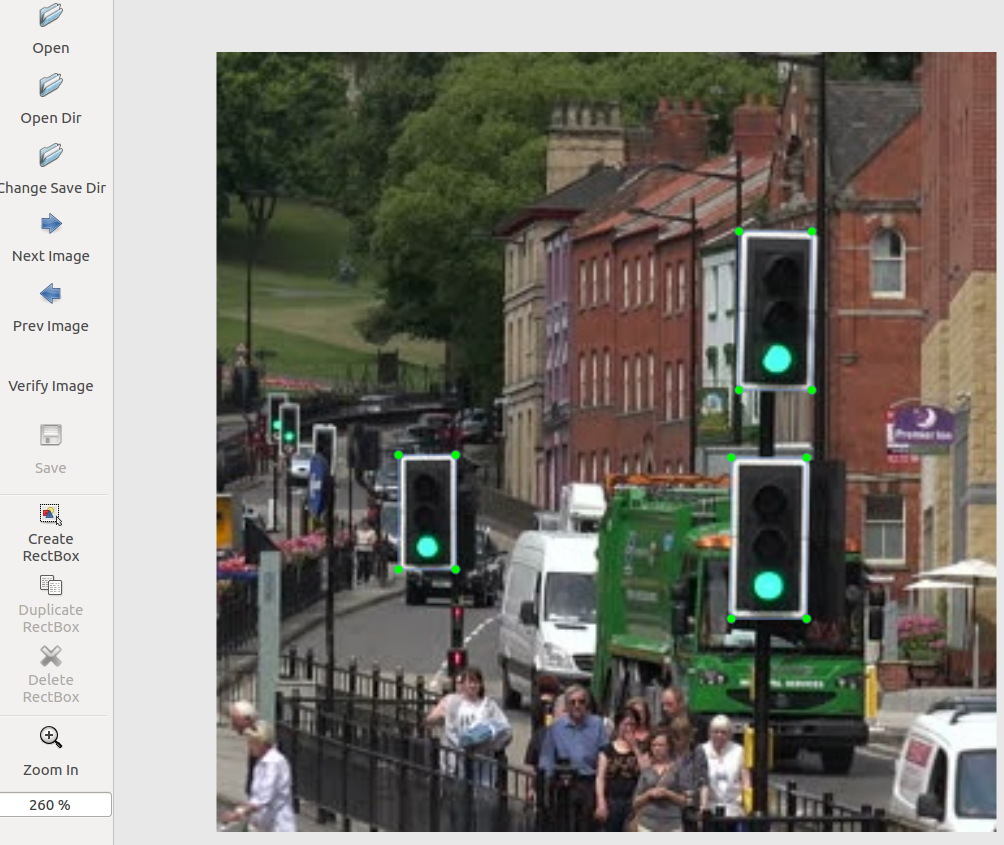 Open
Open Dir
Change Save Dir
Next Image
Prev Image
Verify Image
Save
Create
RectBox
Duplicate
RectBox
Delete
RectBox
Zoom In
260 %
Premier Inn